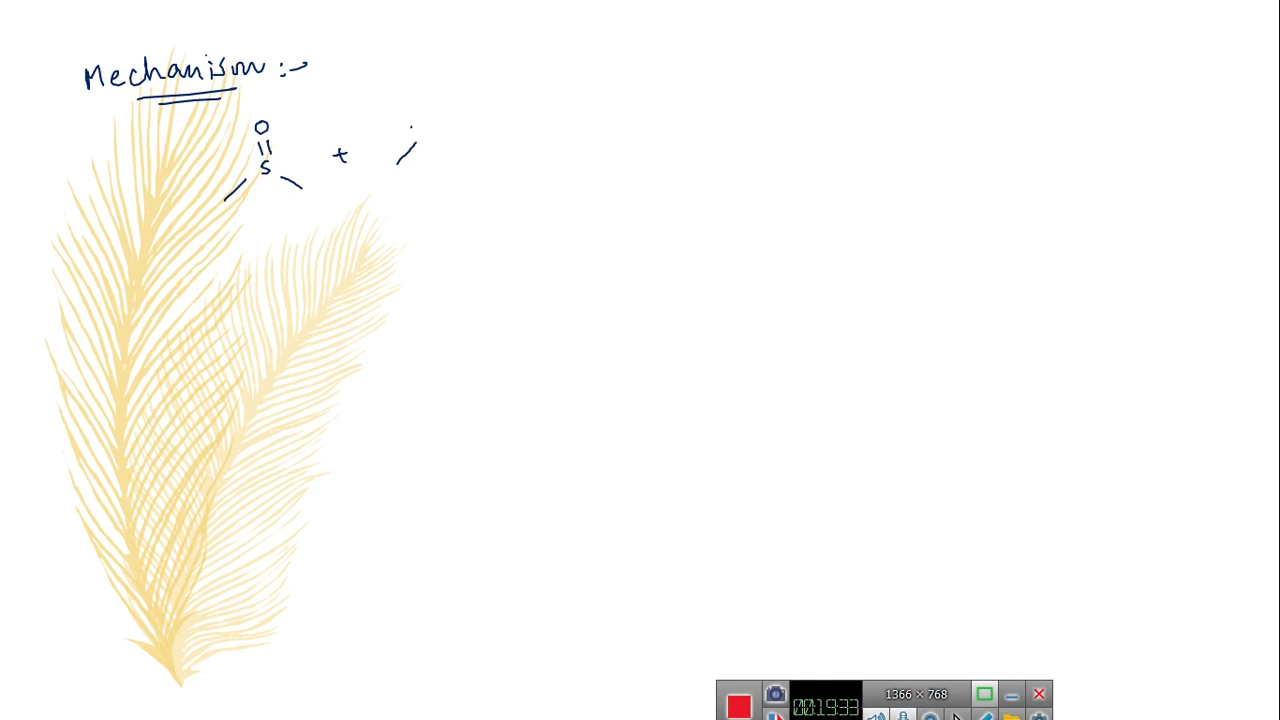 Mechanism :→
O
S +
1366 × 768
00:19:33